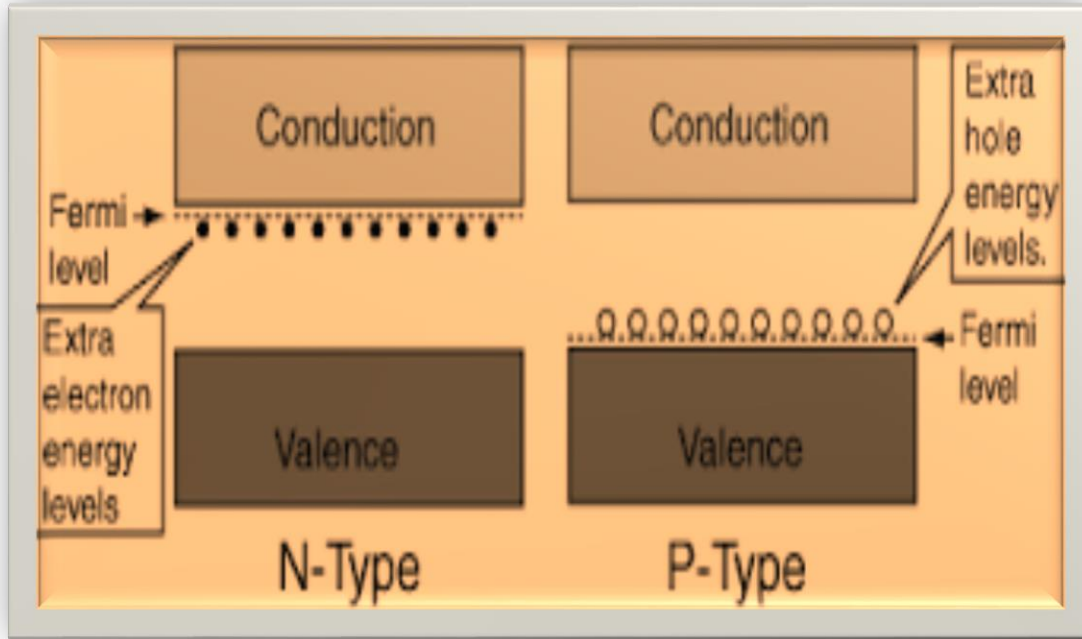 Conduction
Fermi
level
Extra
electron
energy
levels
Valence
N-Type
Conduction
Extra
hole
energy
levels.
Fermi
level
Valence
P-Type